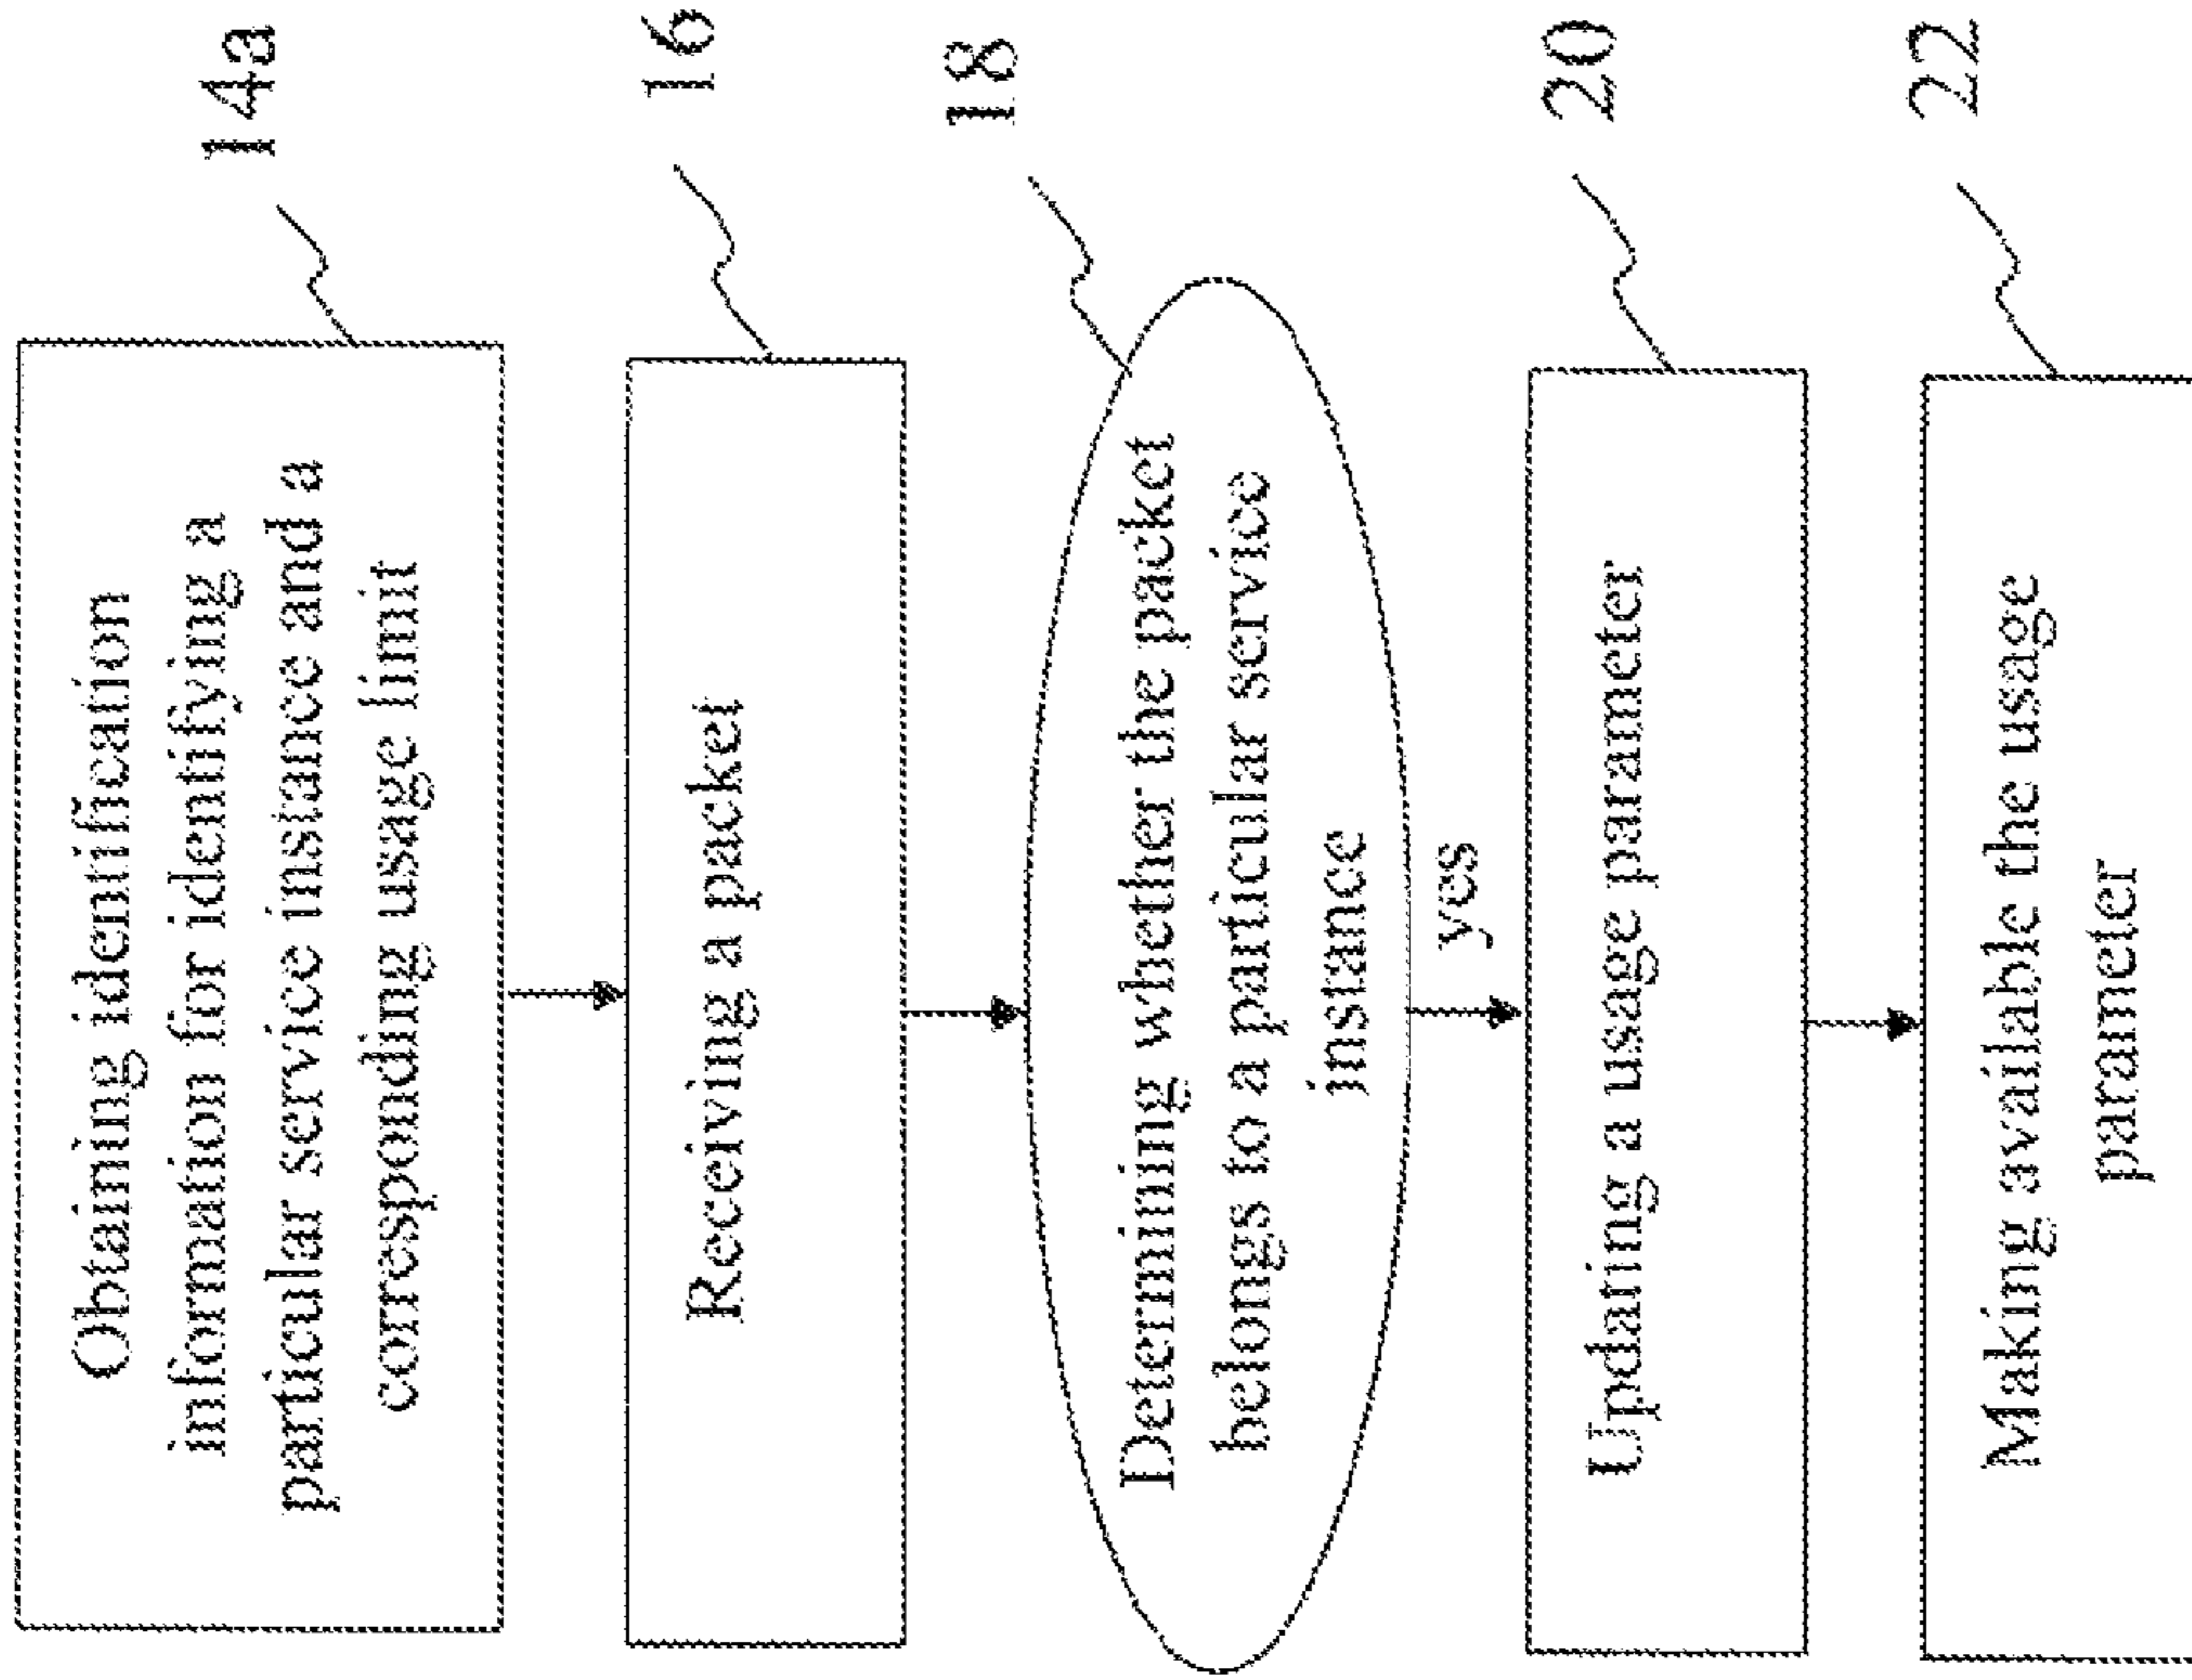 Obtaining identification
information for identifying a
particular service instance and a
corresponding usage limit
14a
Receiving a packet
16
Determining whether the packet
belongs to a particular service
instance
18
yes
Updating a usage parameter
20
Making available the usage
parameter
22